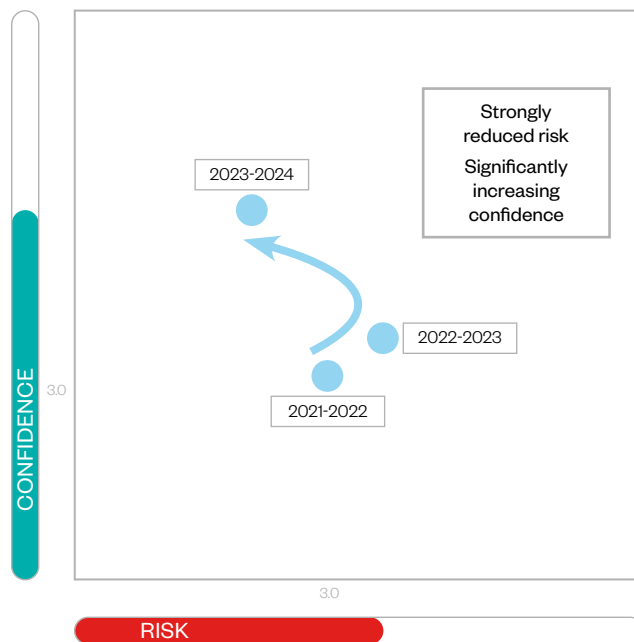 Strongly
reduced risk
Significantly
increasing
confidence
2023-2024
2022-2023
2021-2022
CONFIDENCE
3.0
3.0
RISK